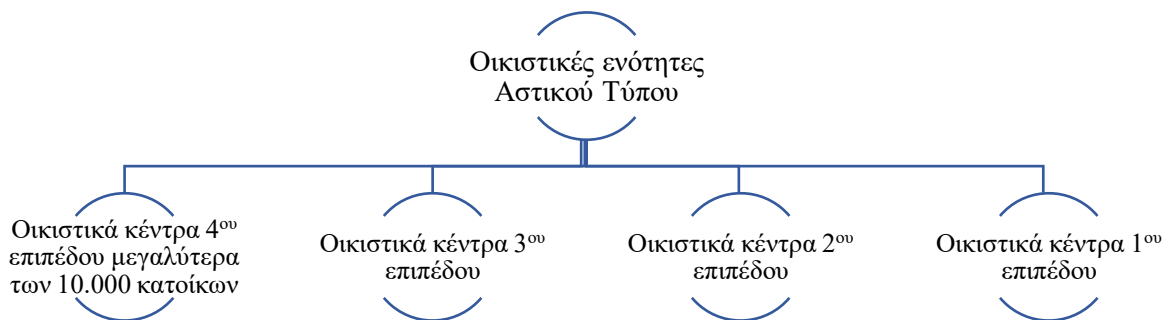 Οικιστικές ενότητες
Αστικού Τύπου
Οικιστικά κέντρα 4ου
επιπέδου μεγαλύτερα
των 10.000 κατοίκων
Οικιστικά κέντρα 3ου
επιπέδου
Οικιστικά κέντρα 2ου
επιπέδου
Οικιστικά κέντρα 1ου
επιπέδου